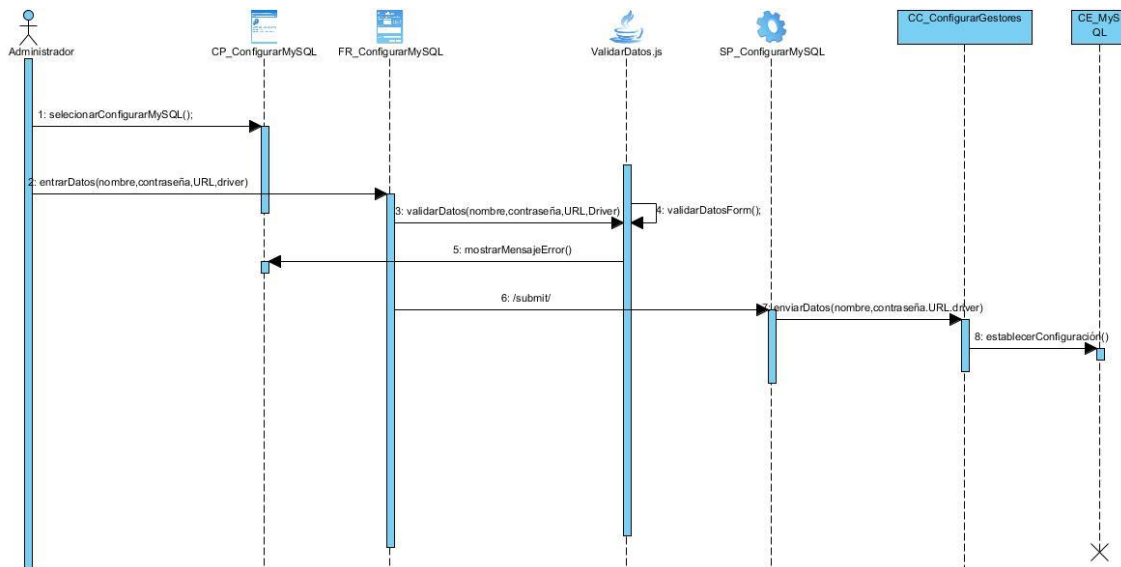 Administrador
CP_ConfigurarMySQL
FR_ConfigurarMySQL
ValidarDatos.js
SP_ConfigurarMySQL
CC_ConfigurarGestores
CE_MyS
QL
1: selecionarConfigurarMySQL();
2: entrarDatos(nombre,contraseña,URL,driver)
3: validarDatos(nombre,contraseña,URL,Driver)
4: validarDatosForm();
5: mostrarMensajeError()
6: /submit/
7: enviarDatos(nombre,contraseña.URL,driver)
8: establecerConfiguración()